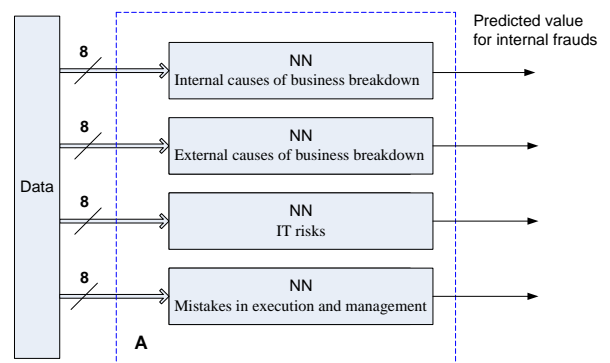 Predicted value
for internal frauds
8
NN
Internal causes of business breakdown
8
NN
External causes of business breakdown
Data
8
NN
IT risks
8
NN
Mistakes in execution and management
A